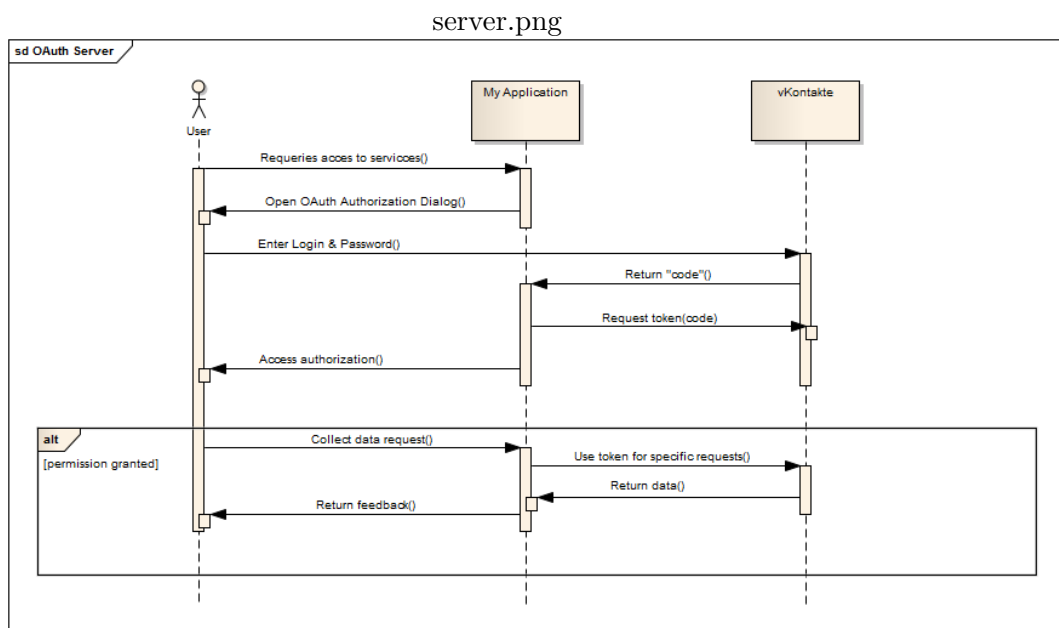 server.png
sd OAuth Server
User
My Application
vKontakte
Requeries acces to servicces()
Open OAuth Authorization Dialog()
Enter Login & Password()
Return "code"()
Request token(code)
Access authorization()
alt
[permission granted]
Collect data request()
Use token for specific requests()
Return data()
Return feedback()